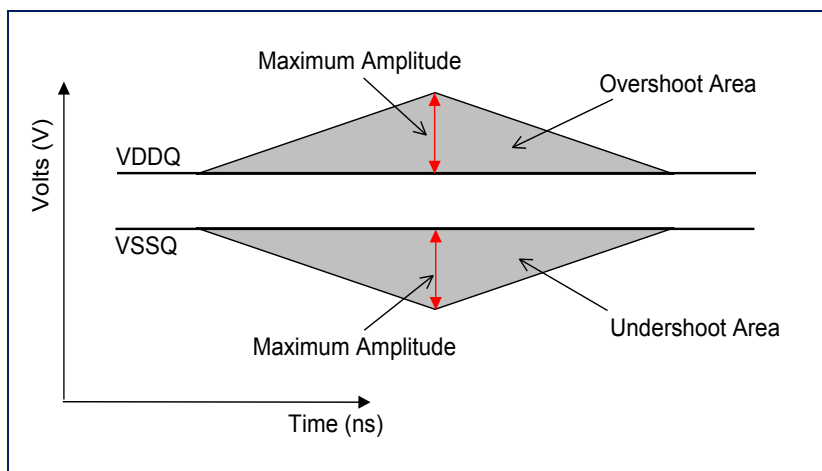 Maximum Amplitude
Overshoot Area
Volts (V)
VDDQ
VSSQ
Maximum Amplitude
Undershoot Area
Time (ns)